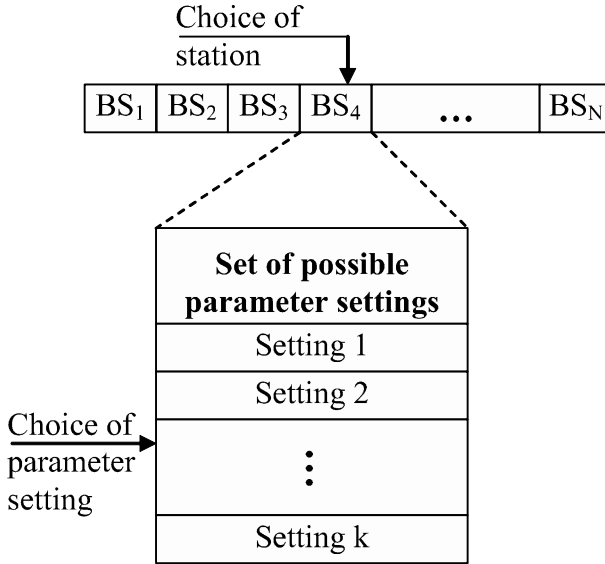 Choice of
station
BS₁ BS₂ BS₃ BS₄ ... BS_N
Set of possible
parameter settings
Setting 1
Setting 2
Choice of
parameter
setting
⋮
Setting k